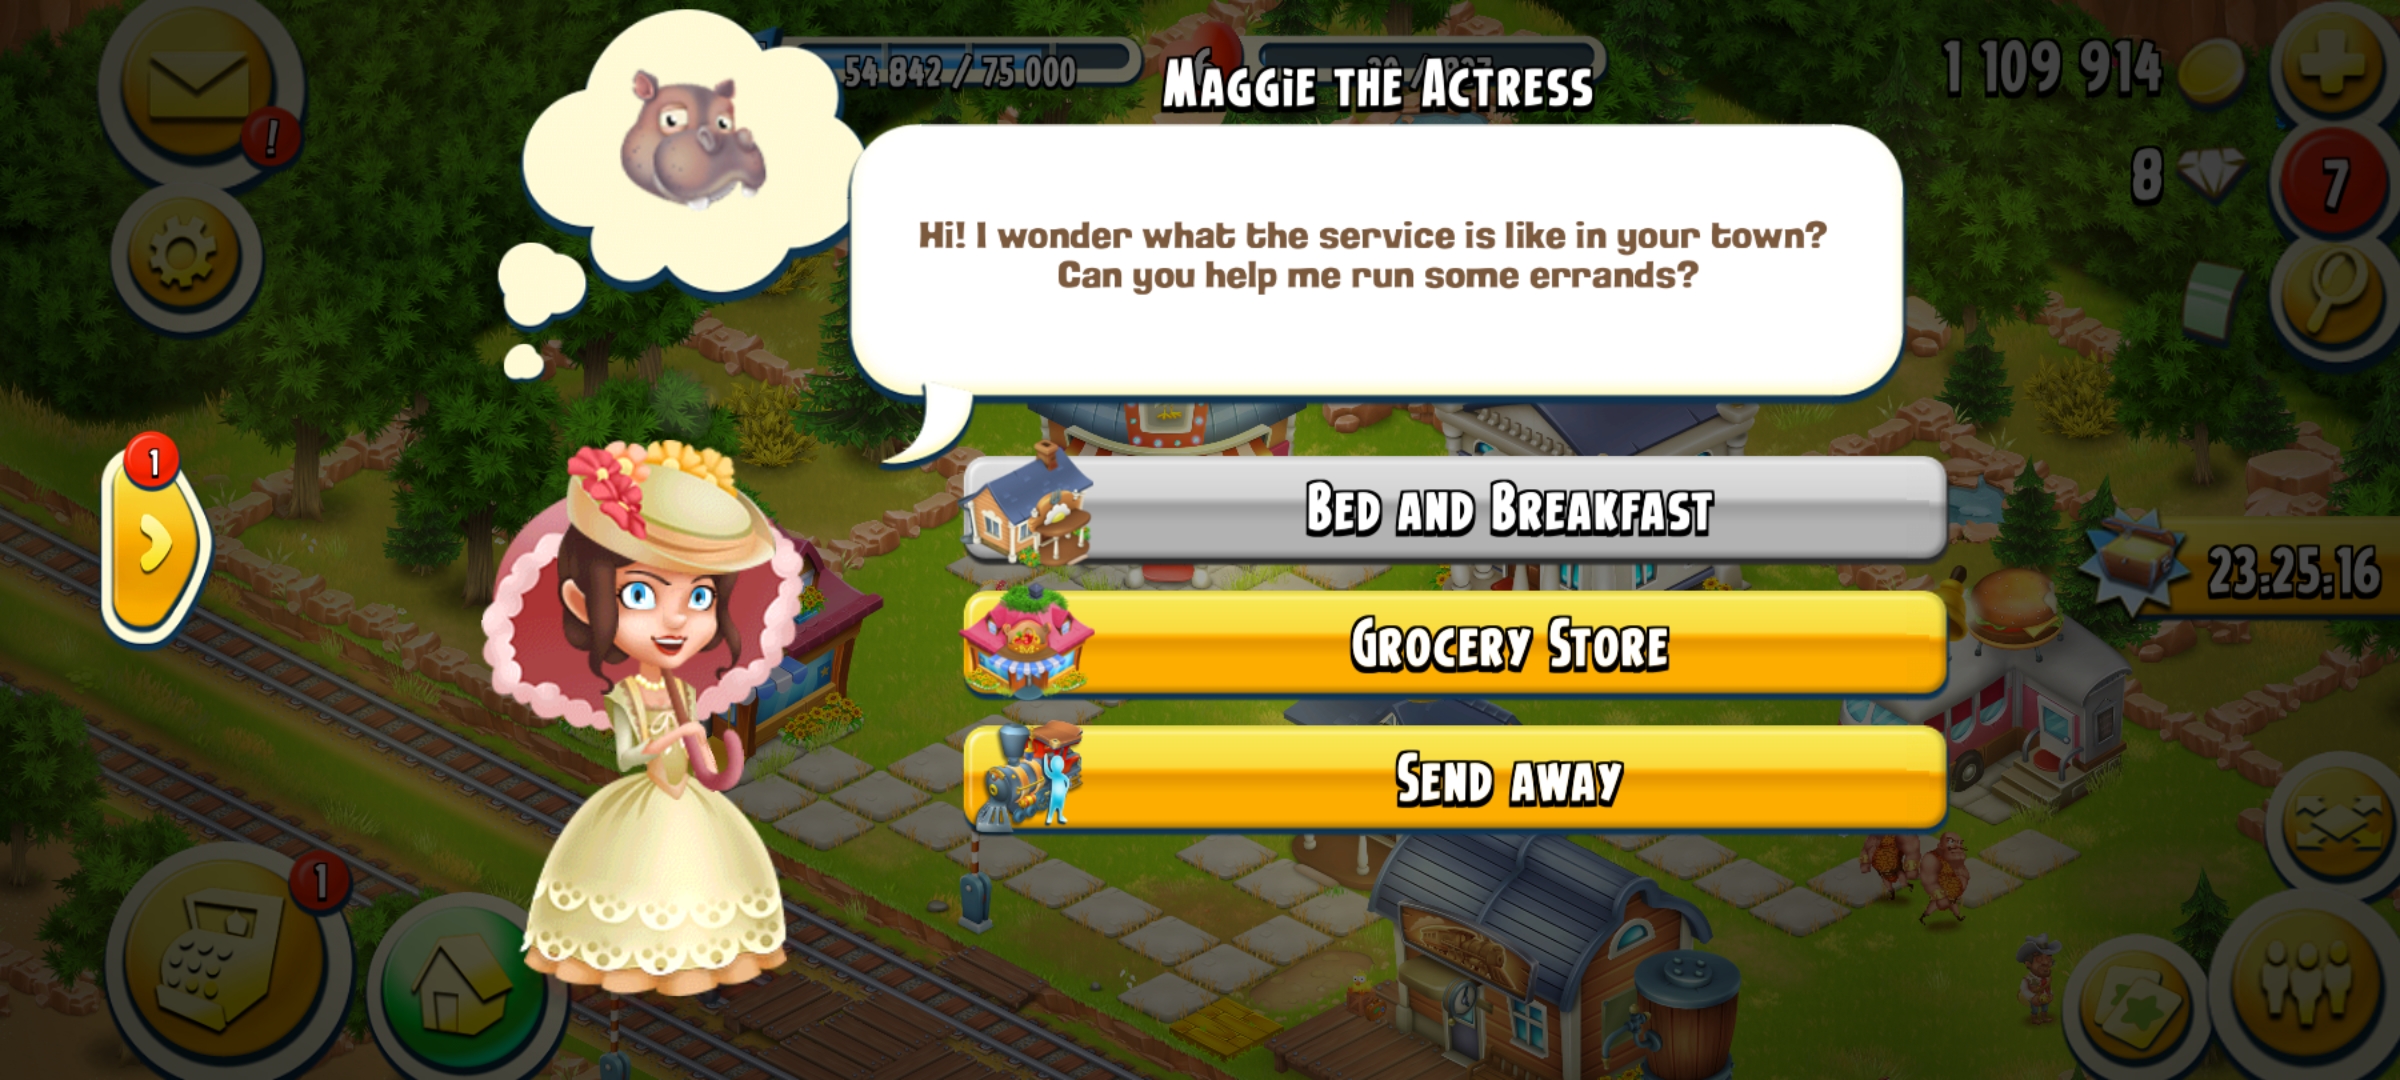 54 842 / 75 000
6
MAGGIE THE ACTRESS
1 109 914
!
8
7
Hi! I wonder what the service is like in your town?
Can you help me run some errands?
1
BED AND BREAKFAST
23:25:16
GROCERY STORE
SEND AWAY
1